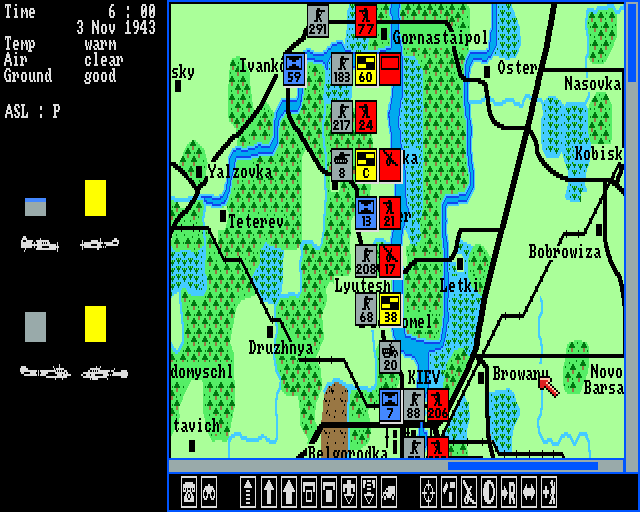 Time 6 : 00
3 Nov 1943
Temp warm
Air clear
Ground good
ASL : P
291 77
Gornastaipol
sky
59 183 60
Oster
Nasovka
217 24
8 C ka
Kobisk
Yalzovka
13 21 er
Teterev
208 17
Bobrowiza
Lyutesh
Letki
68 38 omel
Druzhnya
20
domyschl
KIEV
Browary
Novo
Barsa
7 88 206
tavich
Belgorodka